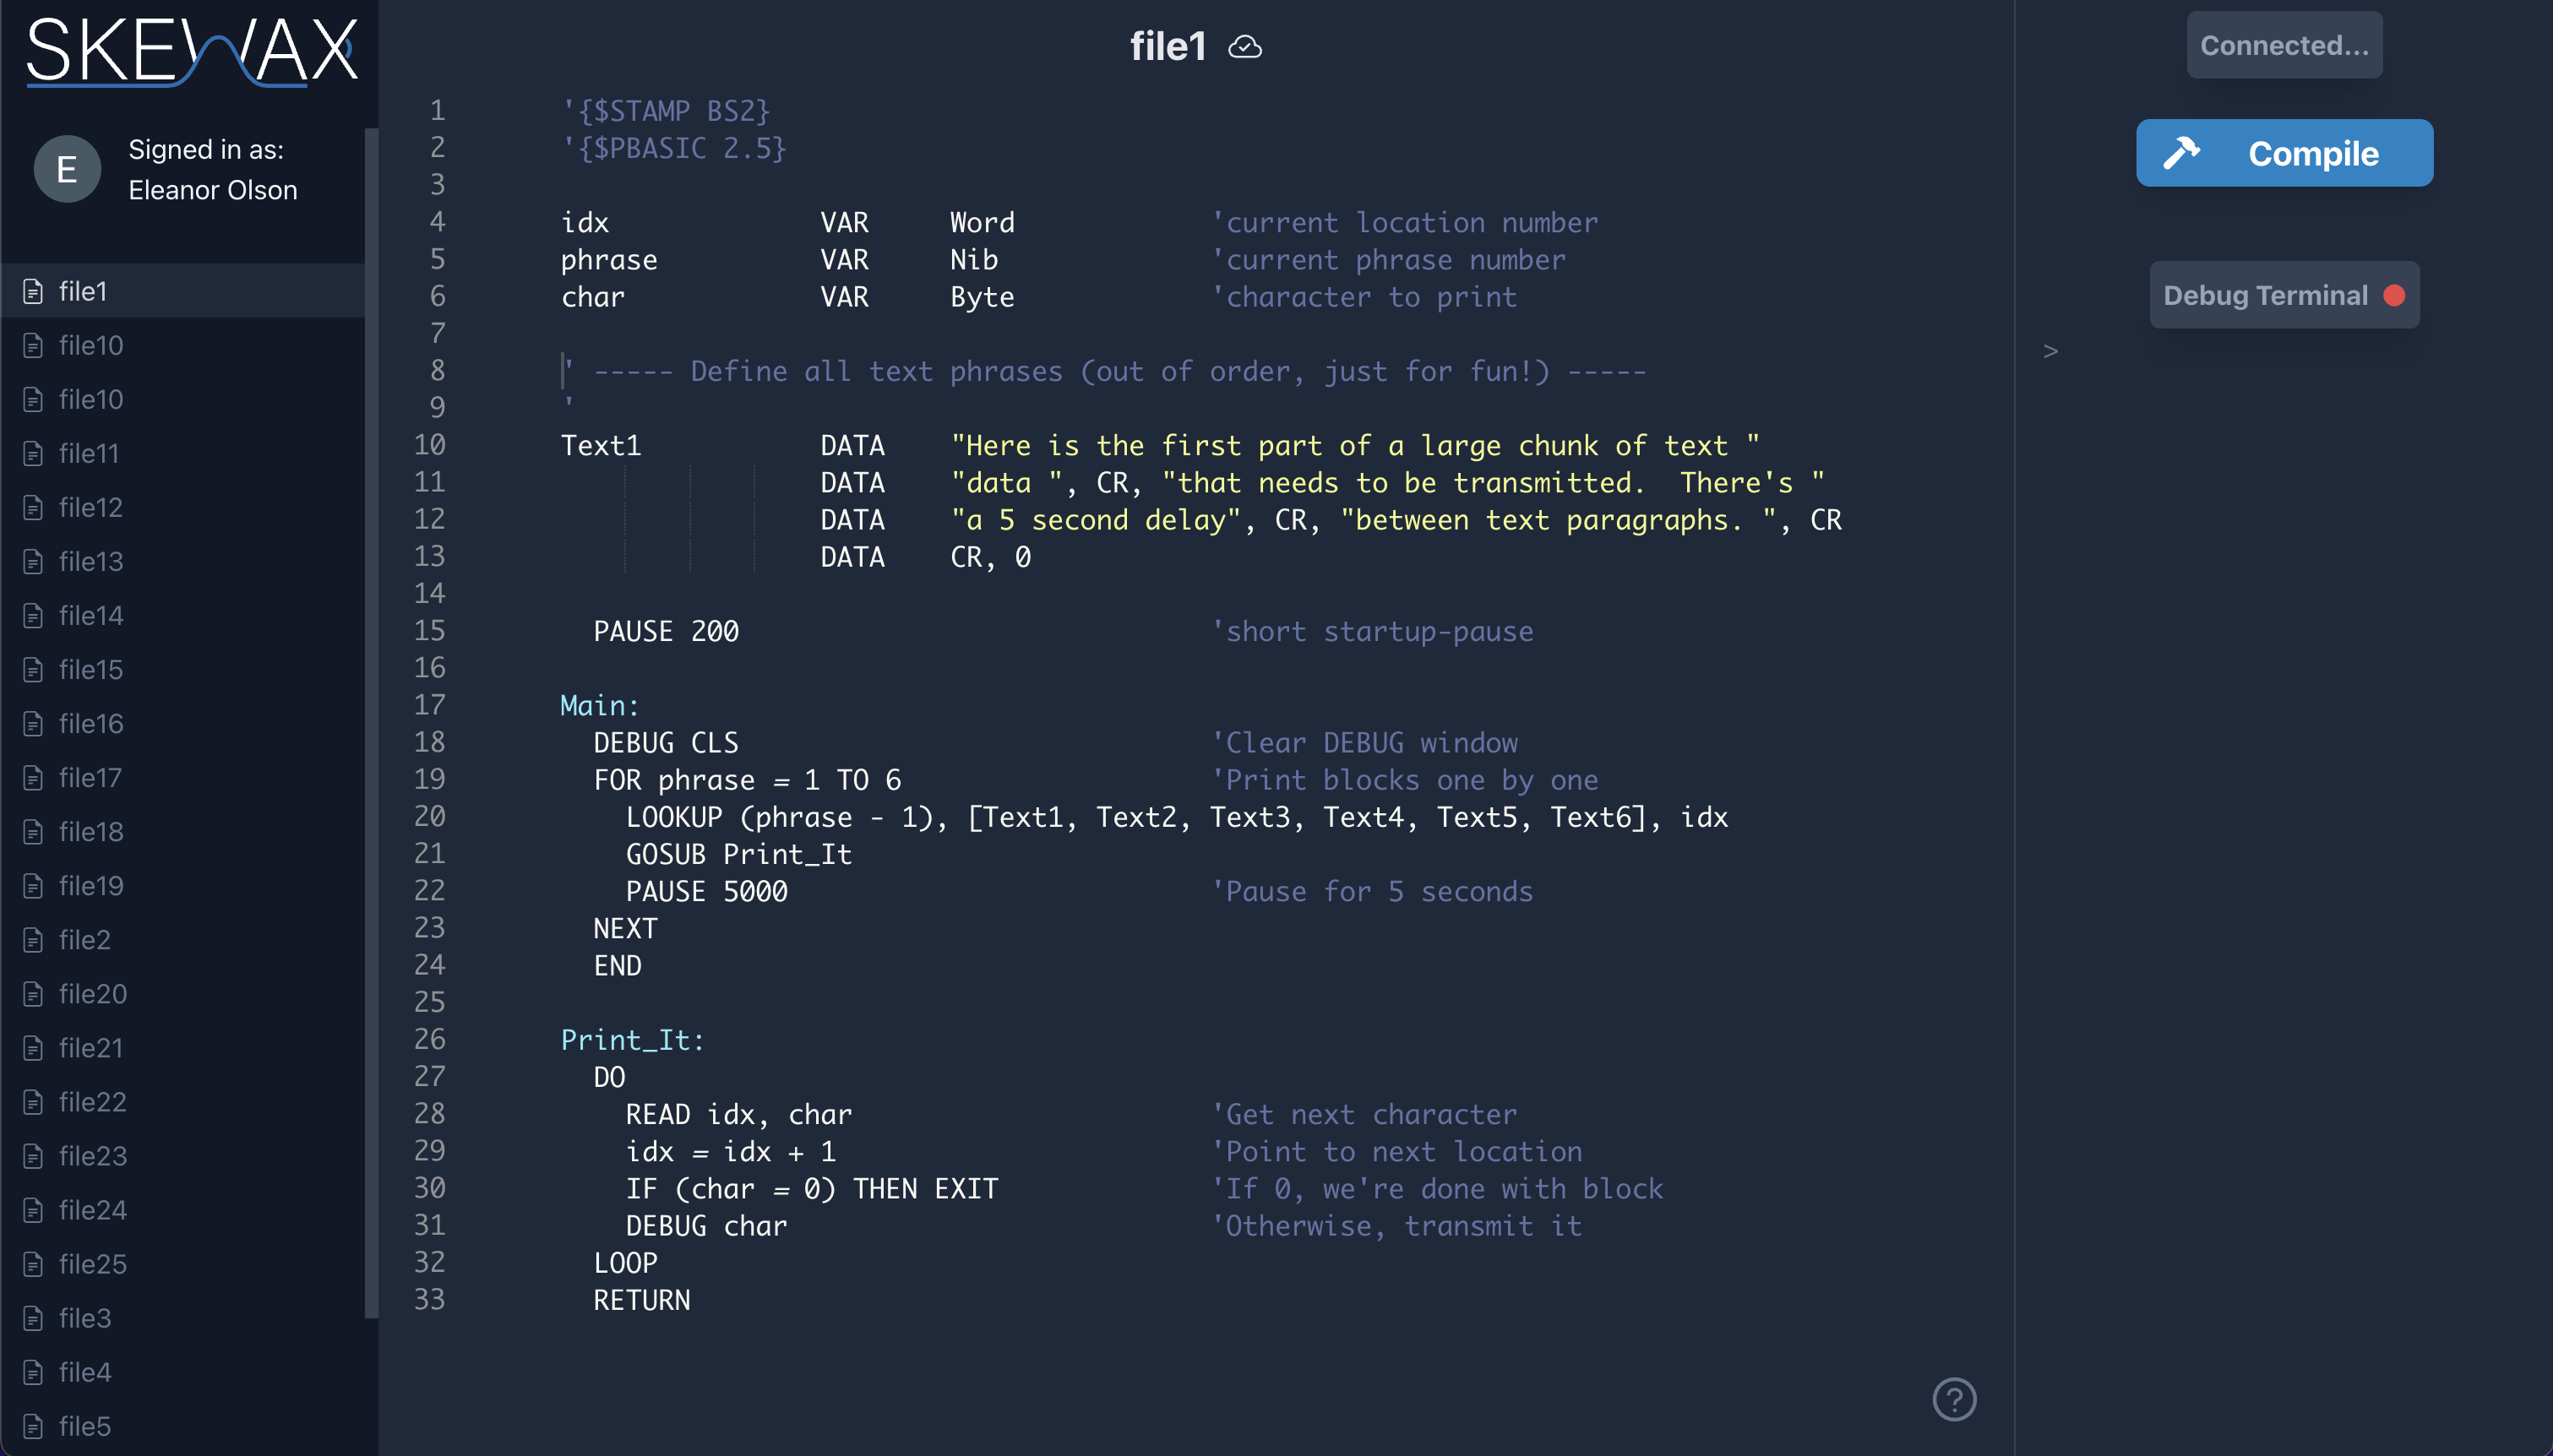 SKEWAX
E
Signed in as:
Eleanor Olson
file1
file10
file10
file11
file12
file13
file14
file15
file16
file17
file18
file19
file2
file20
file21
file22
file23
file24
file25
file3
file4
file5
file1
1 '{$STAMP BS2}
2 '{$PBASIC 2.5}
3
4 idx VAR Word 'current location number
5 phrase VAR Nib 'current phrase number
6 char VAR Byte 'character to print
7
8 ' ----- Define all text phrases (out of order, just for fun!) -----
9 '
10 Text1 DATA "Here is the first part of a large chunk of text "
11 DATA "data ", CR, "that needs to be transmitted.  There's "
12 DATA "a 5 second delay", CR, "between text paragraphs. ", CR
13 DATA CR, 0
14
15 PAUSE 200 'short startup-pause
16
17 Main:
18 DEBUG CLS 'Clear DEBUG window
19 FOR phrase = 1 TO 6 'Print blocks one by one
20 LOOKUP (phrase - 1), [Text1, Text2, Text3, Text4, Text5, Text6], idx
21 GOSUB Print_It
22 PAUSE 5000 'Pause for 5 seconds
23 NEXT
24 END
25
26 Print_It:
27 DO
28 READ idx, char 'Get next character
29 idx = idx + 1 'Point to next location
30 IF (char = 0) THEN EXIT 'If 0, we're done with block
31 DEBUG char 'Otherwise, transmit it
32 LOOP
33 RETURN
?
Connected...
Compile
Debug Terminal
>